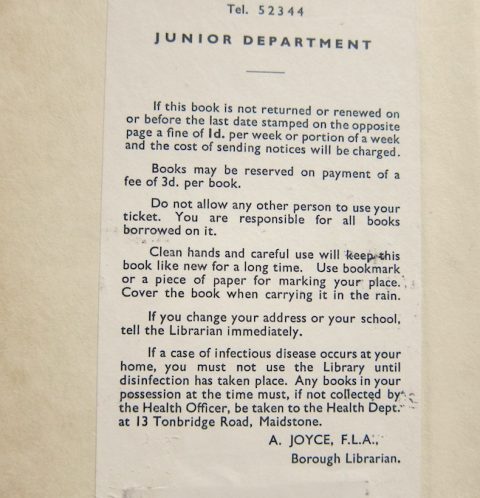 Tel. 52344
JUNIOR DEPARTMENT
If this book is not returned or renewed on
or before the last date stamped on the opposite
page a fine of 1d. per week or portion of a week
and the cost of sending notices will be charged.
Books may be reserved on payment of a
fee of 3d. per book.
Do not allow any other person to use your
ticket. You are responsible for all books
borrowed on it.
Clean hands and careful use will keep this
book like new for a long time. Use bookmark
or a piece of paper for marking your place.
Cover the book when carrying it in the rain.
If you change your address or your school,
tell the Librarian immediately.
If a case of infectious disease occurs at your
home, you must not use the Library until
disinfection has taken place. Any books in your
possession at the time must, if not collected by
the Health Officer, be taken to the Health Dept.
at 13 Tonbridge Road, Maidstone.
A. JOYCE, F.L.A.,
Borough Librarian.